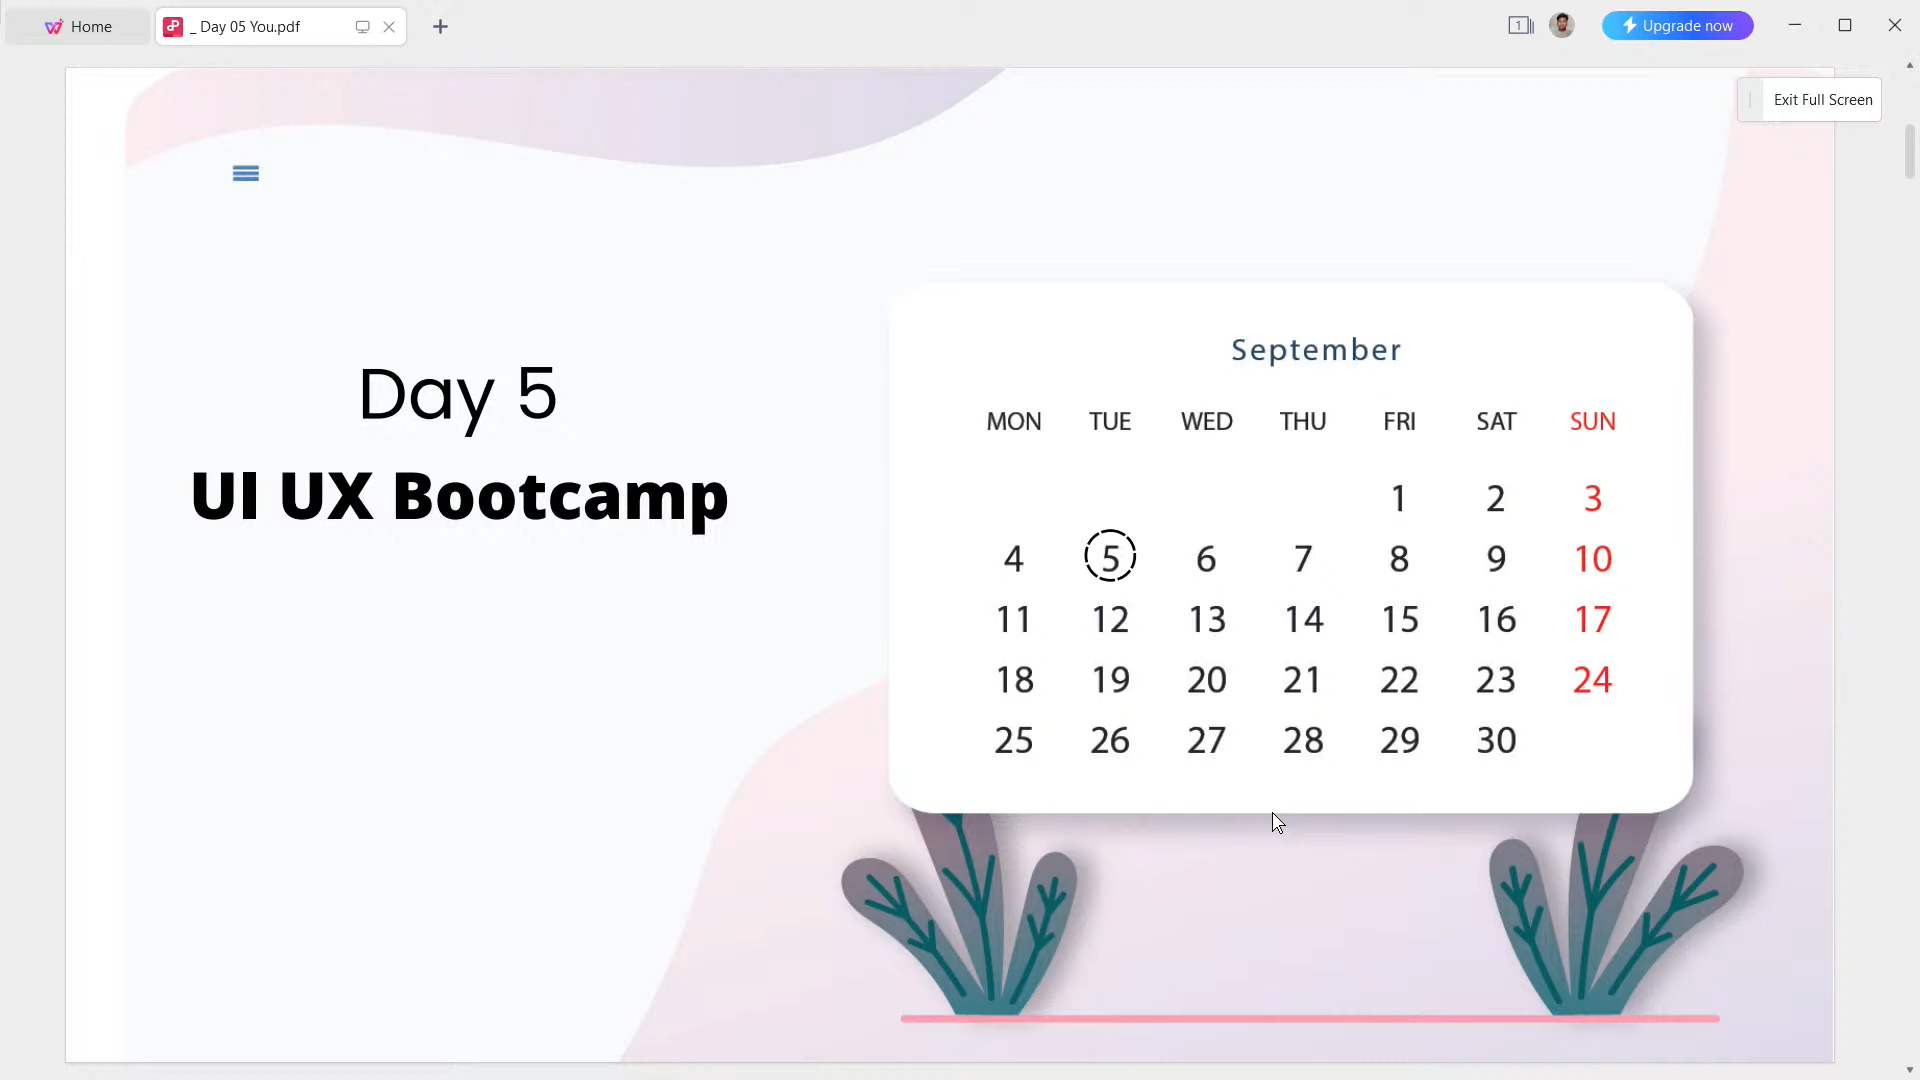 Home
_ Day 05 You.pdf
1
Upgrade now
Exit Full Screen
Day 5
UI UX Bootcamp
September
MON TUE WED THU FRI SAT SUN
1 2 3
4 5 6 7 8 9 10
11 12 13 14 15 16 17
18 19 20 21 22 23 24
25 26 27 28 29 30